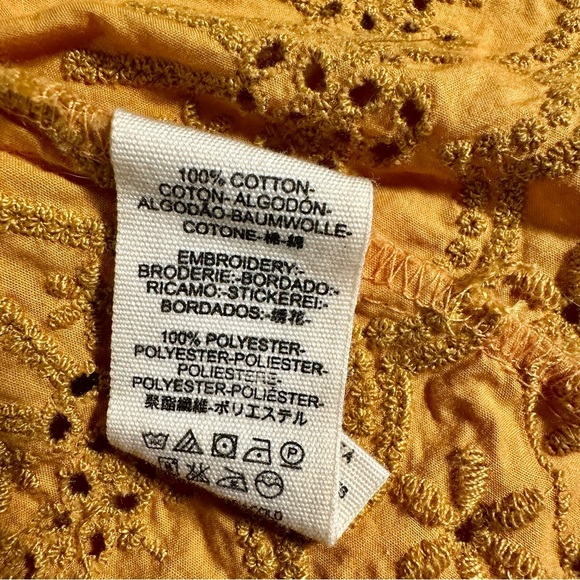 100% COTTON-
COTON- ALGODÓN-
ALGODÃO-BAUMWOLLE-
COTONE-棉-綿
EMBROIDERY:-
BRODERIE:-BORDADO:-
RICAMO:-STICKEREI:-
BORDADOS:-绣花-
100% POLYESTER-
POLYESTER-POLIÉSTER-
POLIESTERE-
POLYESTER-POLIÉSTER-
聚酯纖維-ポリエステル